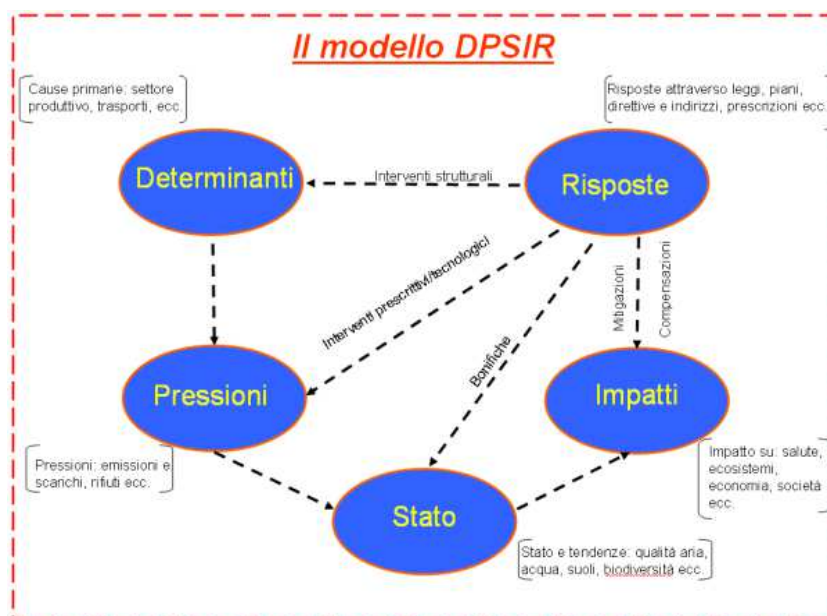 Il modello DPSIR
Cause primarie: settore
produttivo, trasporti, ecc.
Risposte attraverso leggi, piani,
direttive e indirizzi, prescrizioni ecc.
Determinanti
Interventi strutturali
Risposte
Interventi prescrittivi/tecnologici
Bonifiche
Mitigazioni
Compensazioni
Pressioni
Impatti
Pressioni: emissioni e
scarichi, rifiuti ecc.
Impatto su: salute,
ecosistemi,
economia, società
ecc.
Stato
Stato e tendenze: qualità aria,
acqua, suoli, biodiversità ecc.